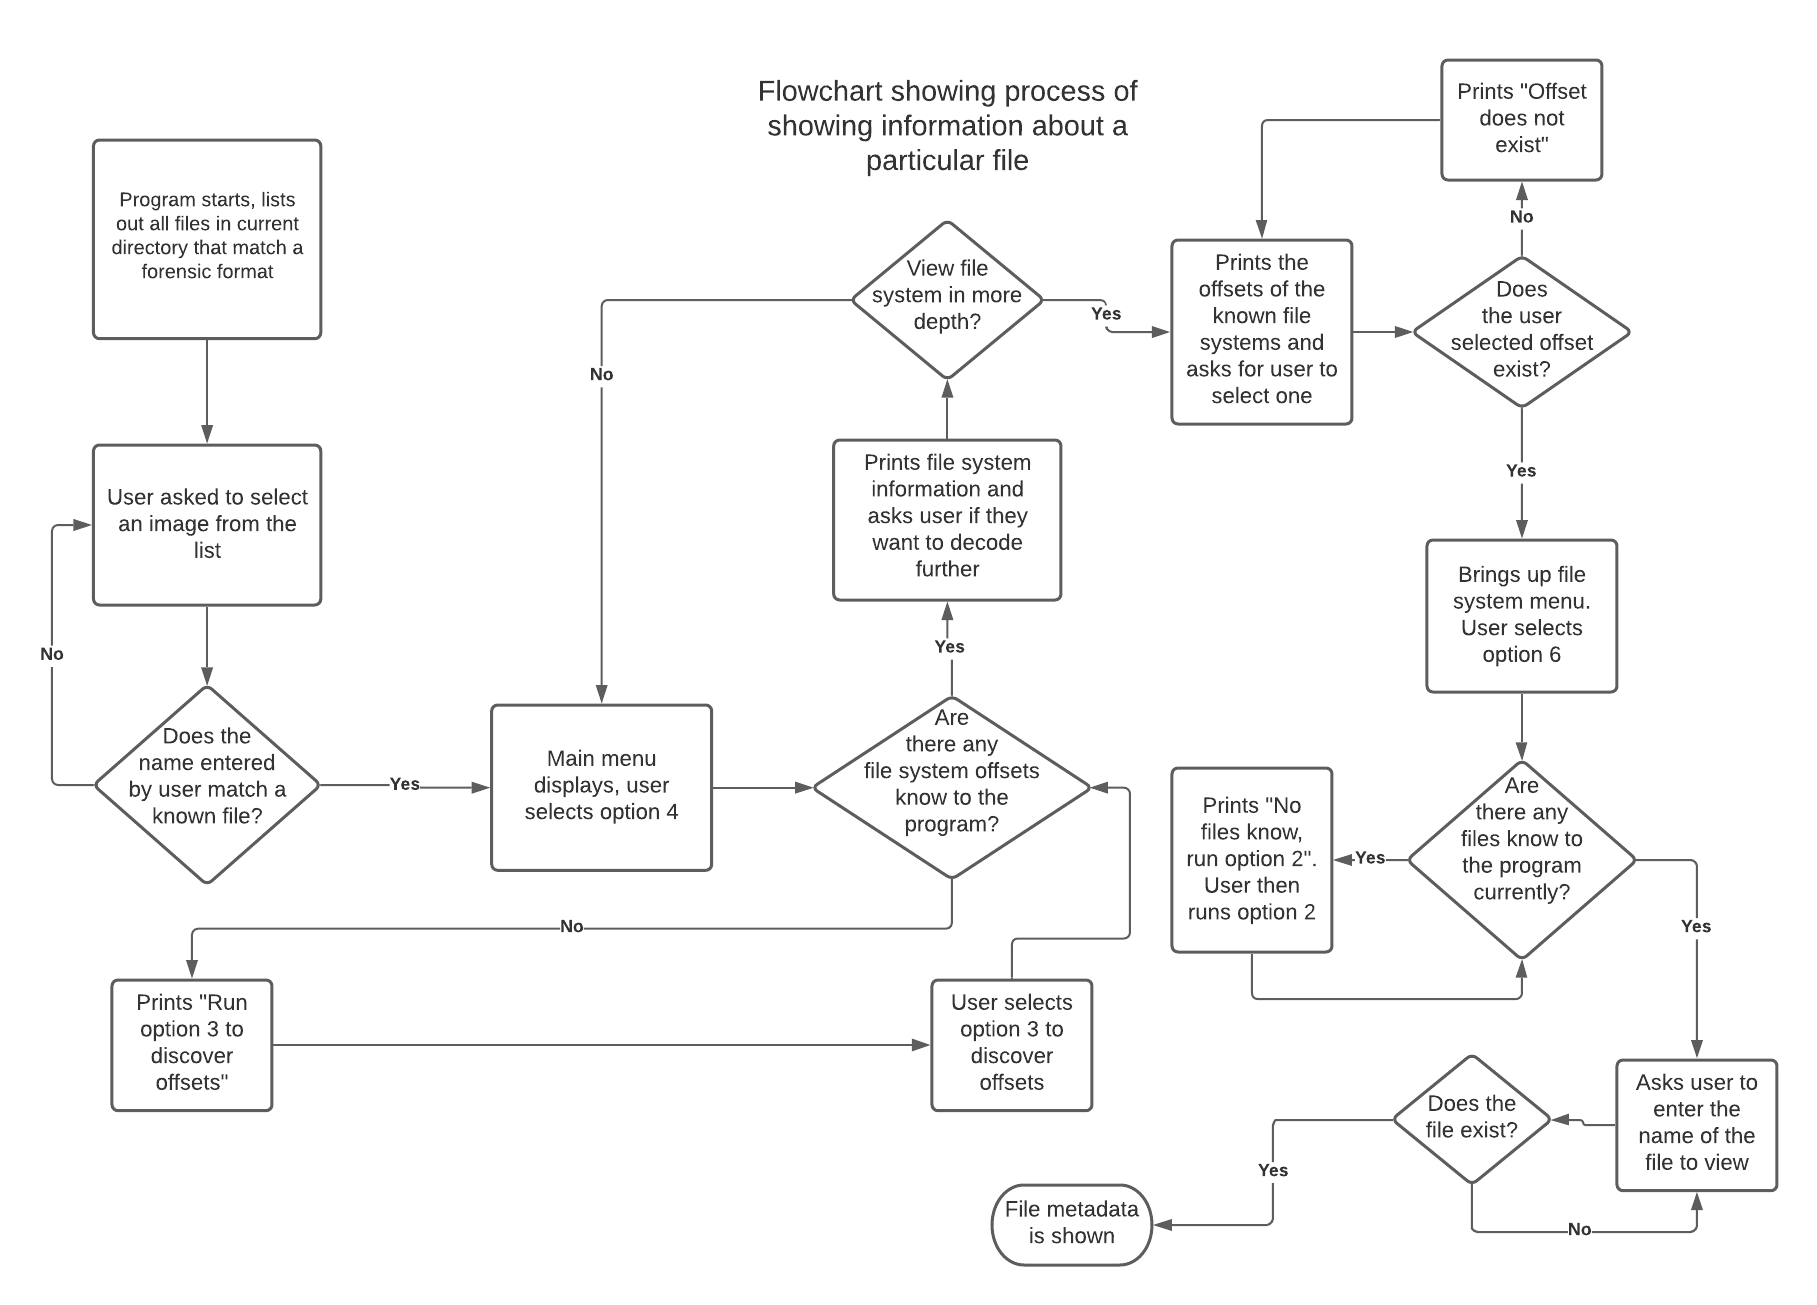 Flowchart showing process of
showing information about a
particular file
Program starts, lists
out all files in current
directory that match a
forensic format
User asked to select
an image from the
list
No
Does the
name entered
by user match a
known file?
Yes
Main menu
displays, user
selects option 4
Are
there any
file system offsets
know to the
program?
No
Prints "Run
option 3 to
discover
offsets"
User selects
option 3 to
discover
offsets
Yes
Prints file system
information and
asks user if they
want to decode
further
View file
system in more
depth?
No
Yes
Prints the
offsets of the
known file
systems and
asks for user to
select one
Does
the user
selected offset
exist?
No
Prints "Offset
does not
exist"
Yes
Brings up file
system menu.
User selects
option 6
Are
there any
files know to
the program
currently?
Yes
Prints "No
files know,
run option 2".
User then
runs option 2
Yes
Asks user to
enter the
name of the
file to view
Does the
file exist?
No
Yes
File metadata
is shown